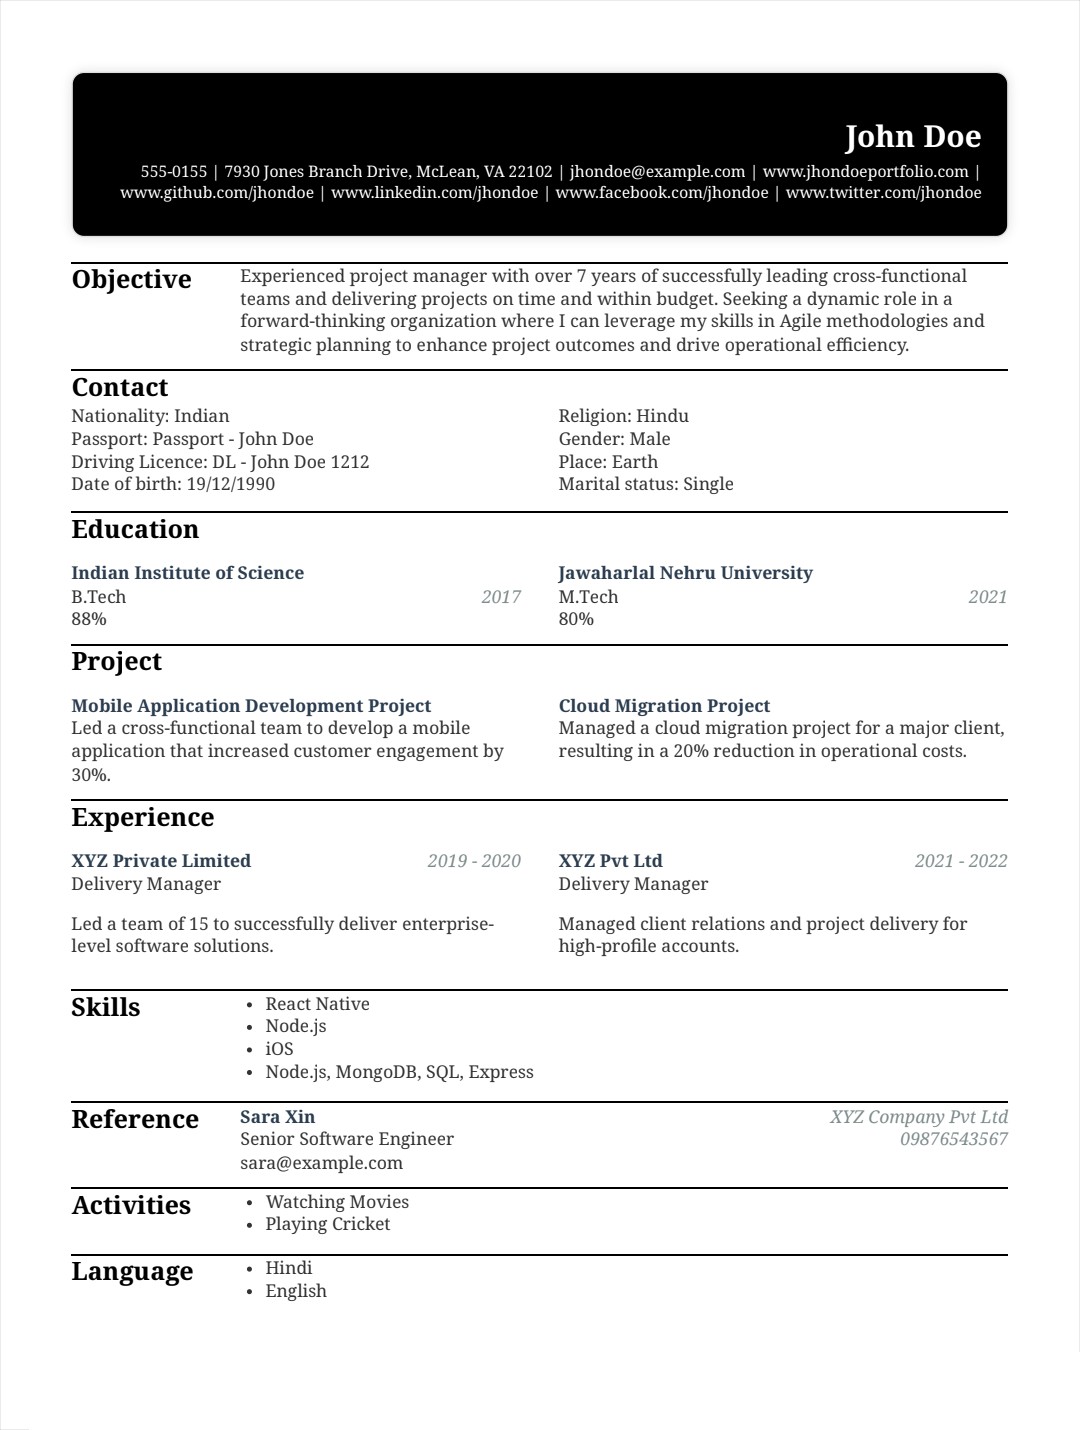 John Doe
555-0155 | 7930 Jones Branch Drive, McLean, VA 22102 | jhondoe@example.com | www.jhondoeportfolio.com |
www.github.com/jhondoe | www.linkedin.com/jhondoe | www.facebook.com/jhondoe | www.twitter.com/jhondoe
Objective
Experienced project manager with over 7 years of successfully leading cross-functional
teams and delivering projects on time and within budget. Seeking a dynamic role in a
forward-thinking organization where I can leverage my skills in Agile methodologies and
strategic planning to enhance project outcomes and drive operational efficiency.
Contact
Nationality: Indian
Passport: Passport - John Doe
Driving Licence: DL - John Doe 1212
Date of birth: 19/12/1990
Religion: Hindu
Gender: Male
Place: Earth
Marital status: Single
Education
Indian Institute of Science
B.Tech 2017
88%
Jawaharlal Nehru University
M.Tech 2021
80%
Project
Mobile Application Development Project
Led a cross-functional team to develop a mobile
application that increased customer engagement by
30%.
Cloud Migration Project
Managed a cloud migration project for a major client,
resulting in a 20% reduction in operational costs.
Experience
XYZ Private Limited 2019 - 2020
Delivery Manager
Led a team of 15 to successfully deliver enterprise-
level software solutions.
XYZ Pvt Ltd 2021 - 2022
Delivery Manager
Managed client relations and project delivery for
high-profile accounts.
Skills
• React Native
• Node.js
• iOS
• Node.js, MongoDB, SQL, Express
Reference
Sara Xin XYZ Company Pvt Ltd
Senior Software Engineer 09876543567
sara@example.com
Activities
• Watching Movies
• Playing Cricket
Language
• Hindi
• English